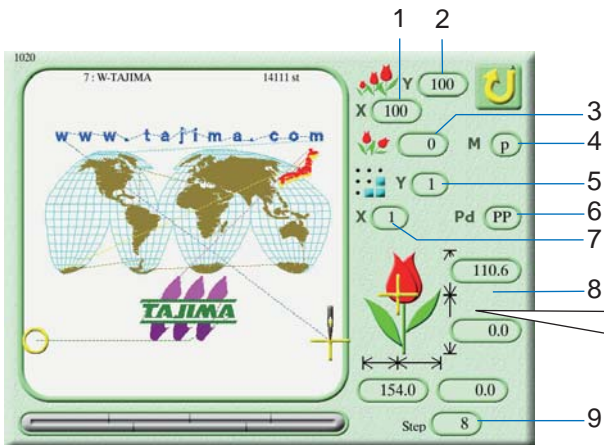 1 2
1020
7 : W-TAJIMA 14111 st
Y 100
X 100
3
0 M p
4
www.tajima.com
Y 1
5
X 1 Pd PP
6
7
110.6
8
TAJIMA
0.0
154.0 0.0
Step 8
9